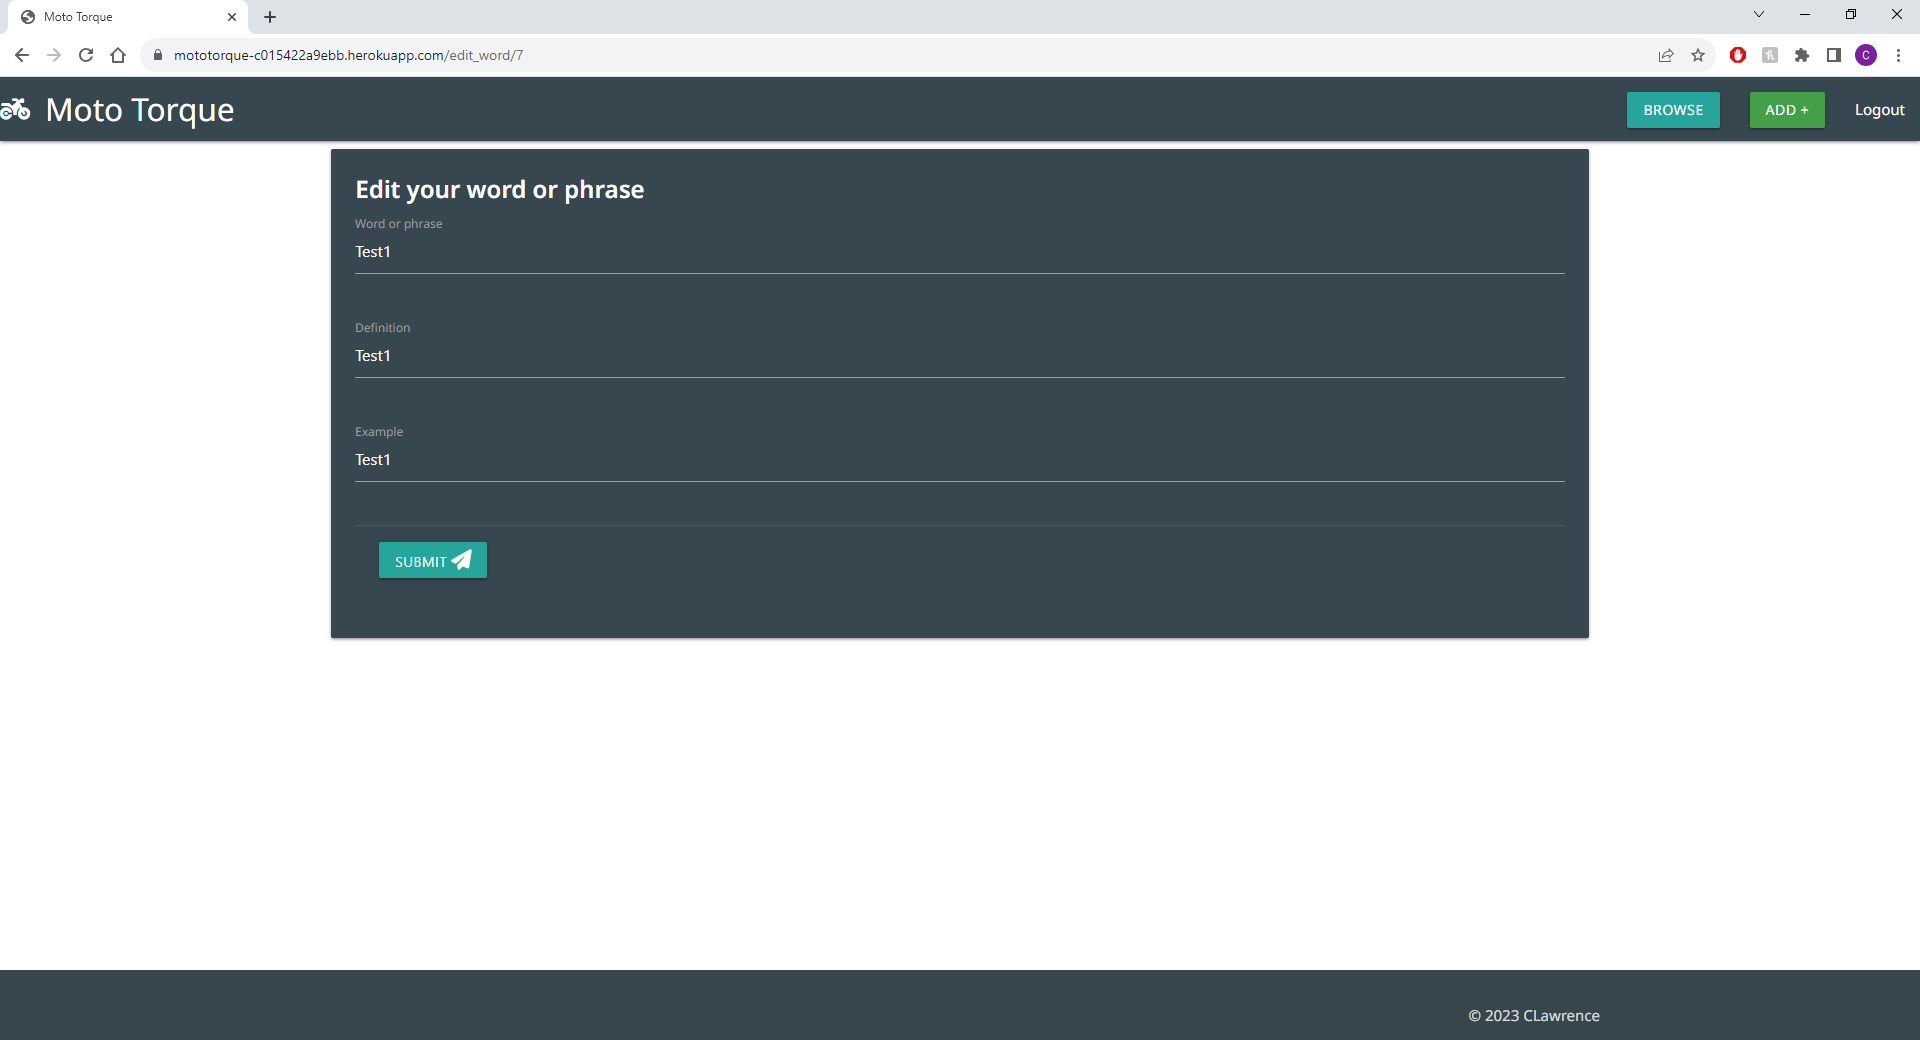 Moto Torque
mototorque-c015422a9ebb.herokuapp.com/edit_word/7
C
Moto Torque
BROWSE
ADD +
Logout
Edit your word or phrase
Word or phrase
Test1
Definition
Test1
Example
Test1
SUBMIT
© 2023 CLawrence